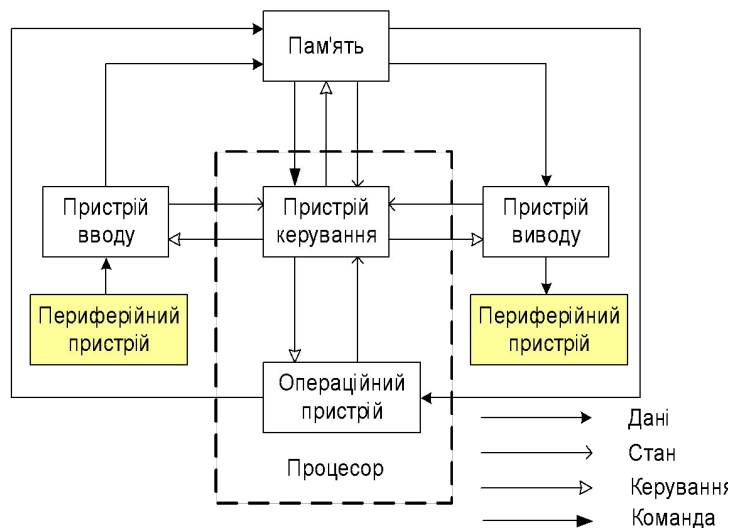 Пам'ять
Пристрій
вводу
Пристрій
керування
Пристрій
виводу
Периферійний
пристрій
Периферійний
пристрій
Операційний
пристрій
Процесор
Дані
Стан
Керування
Команда